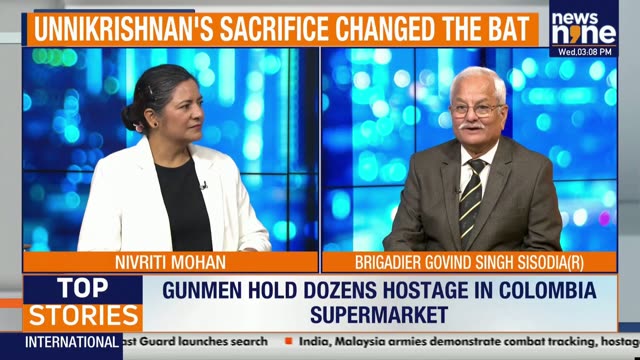 UNNIKRISHNAN'S SACRIFICE CHANGED THE BAT
news
nine
Wed,03:08 PM
NIVRITI MOHAN
BRIGADIER GOVIND SINGH SISODIA(R)
TOP
STORIES
GUNMEN HOLD DOZENS HOSTAGE IN COLOMBIA
SUPERMARKET
INTERNATIONAL
ast Guard launches search
India, Malaysia armies demonstrate combat tracking, hostag